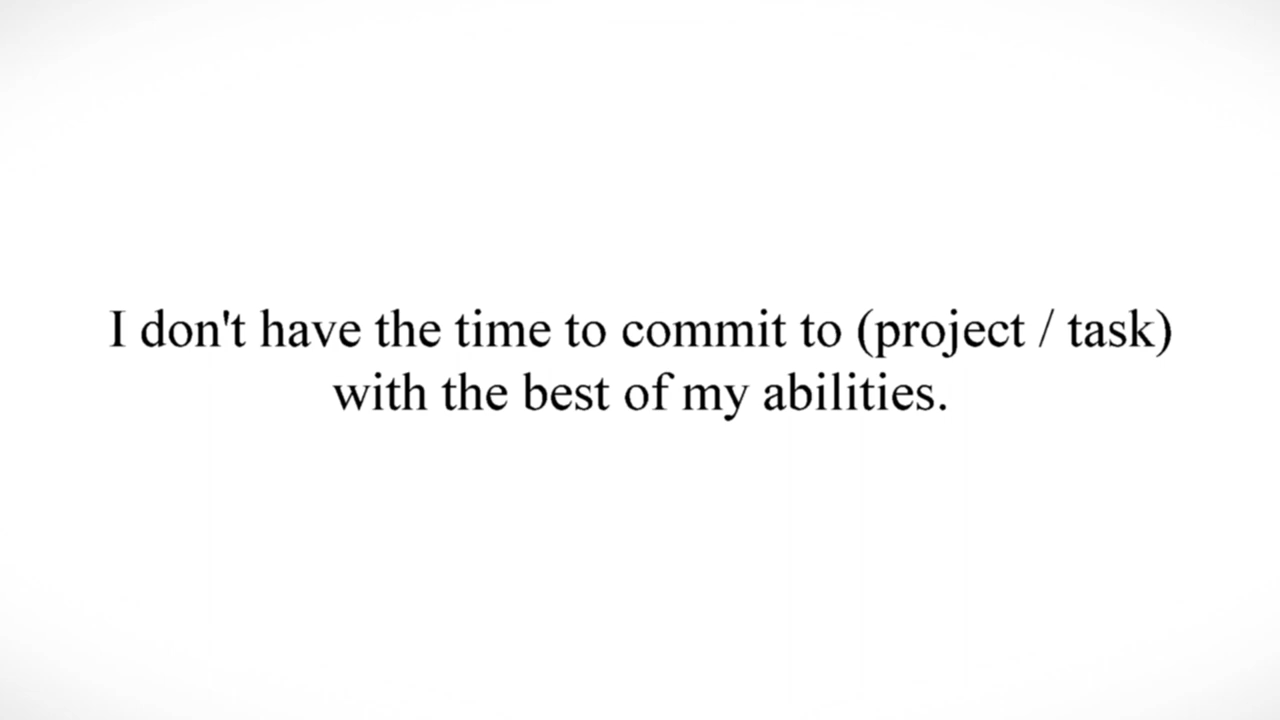 I don't have the time to commit to (project / task)
with the best of my abilities.